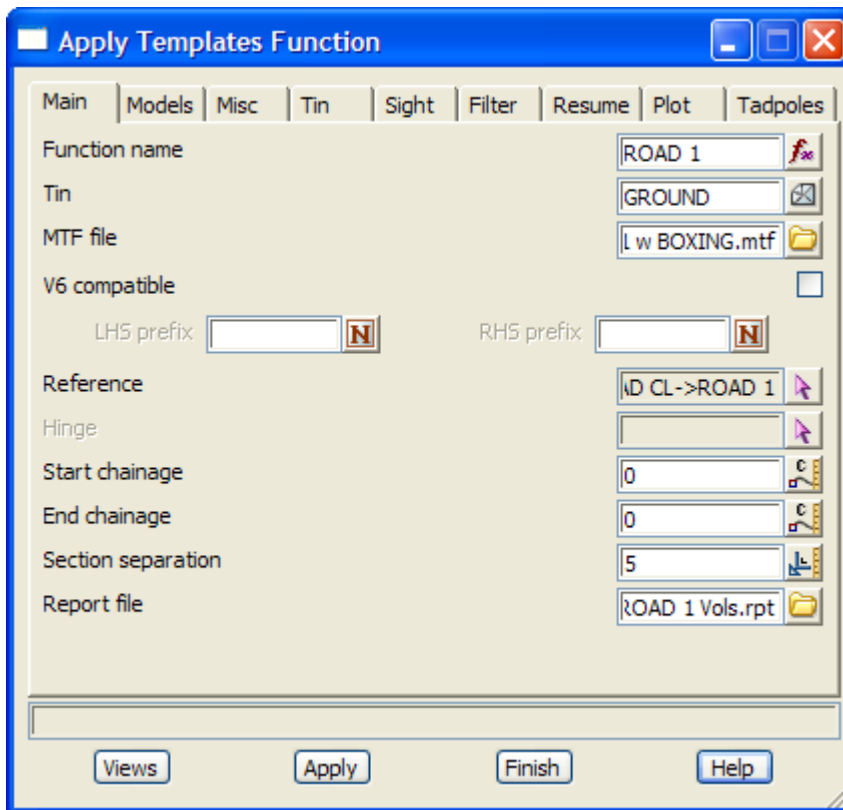 Apply Templates Function
Main Models Misc Tin Sight Filter Resume Plot Tadpoles
Function name ROAD 1
Tin GROUND
MTF file w BOXING.mtf
V6 compatible
LHS prefix N RHS prefix N
Reference CL->ROAD 1
Hinge
Start chainage 0
End chainage 0
Section separation 5
Report file ROAD 1 Vols.rpt
Views Apply Finish Help